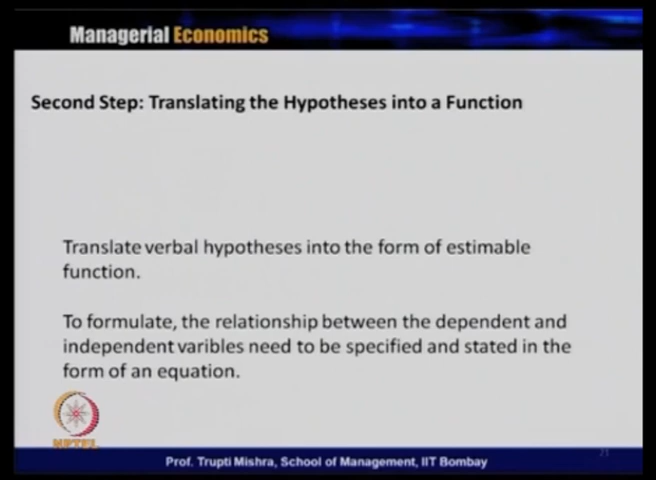 Managerial Economics
Second Step: Translating the Hypotheses into a Function
Translate verbal hypotheses into the form of estimable
function.
To formulate, the relationship between the dependent and
independent varibles need to be specified and stated in the
form of an equation.
NPTEL
Prof. Trupti Mishra, School of Management, IIT Bombay